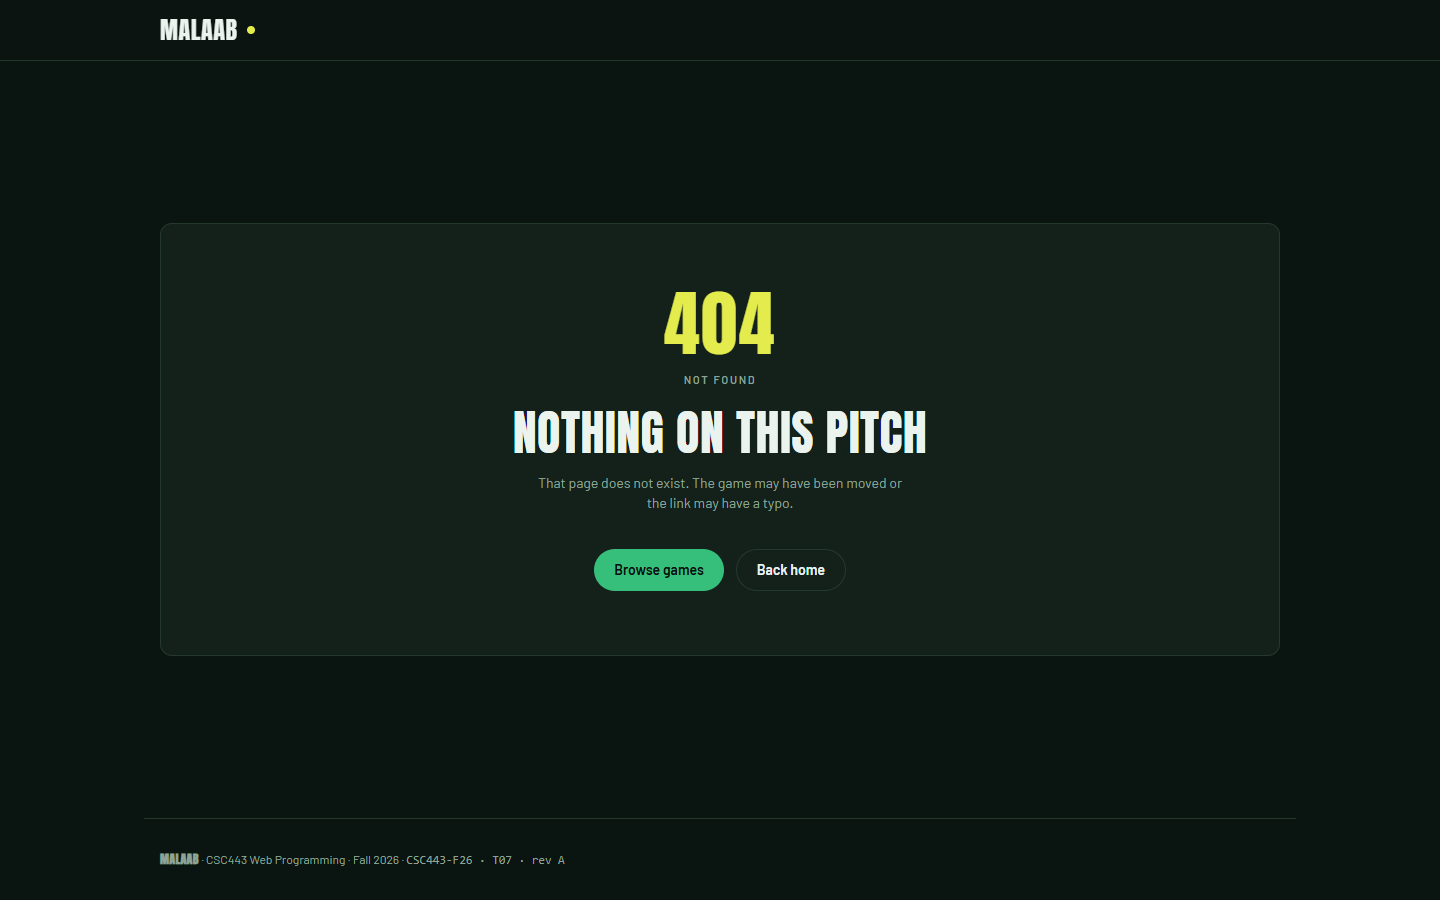 MALAAB
404
NOT FOUND
NOTHING ON THIS PITCH
That page does not exist. The game may have been moved or
the link may have a typo.
Browse games
Back home
MALAAB · CSC443 Web Programming · Fall 2026 · CSC443-F26 · T07 · rev A